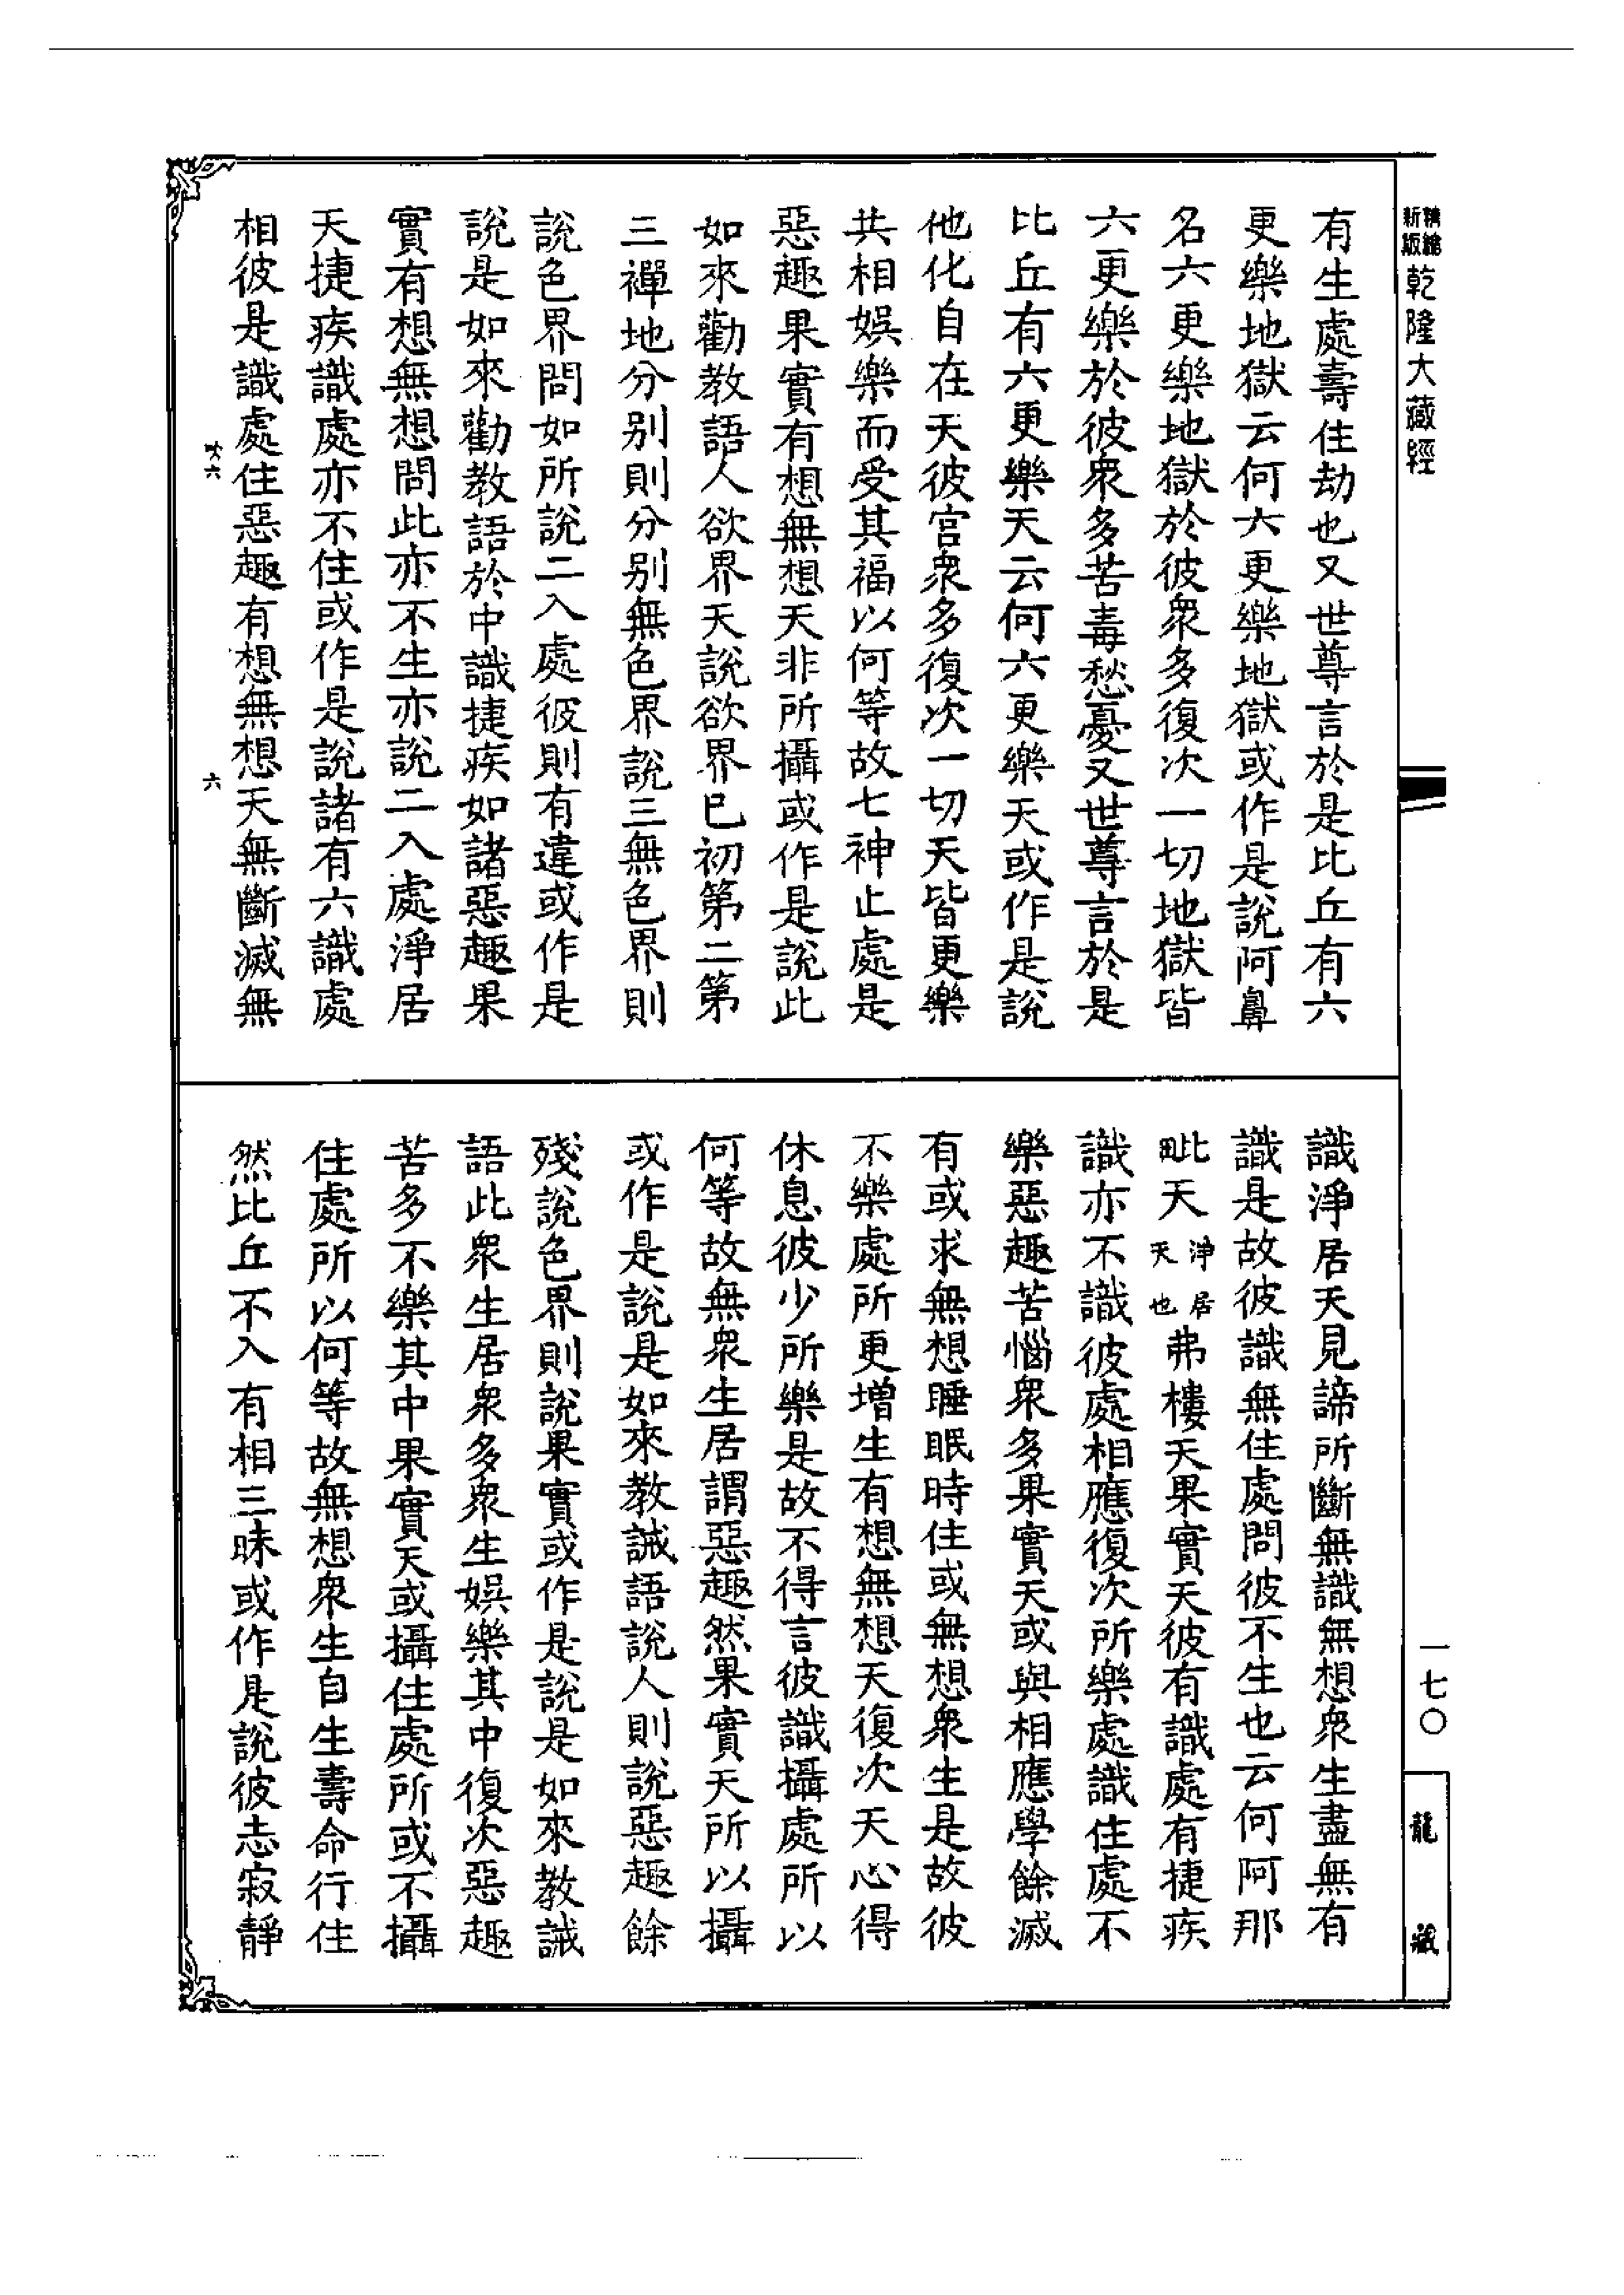 精繕新版乾隆大藏經
有生處壽住劫也又世尊言於是比丘有六
更樂地獄云何六更樂地獄或作是說阿鼻
名六更樂地獄於彼衆多復次一切地獄皆
六更樂於彼衆多苦毒愁憂又世尊言於是
比丘有六更樂天云何六更樂天或作是說
他化自在天彼宮衆多復次一切天皆更樂
共相娛樂而受其福以何等故七神止處是
惡趣果實有想無想天非所攝或作是說此
如來勸教語人欲界天說欲界已初第二第
三禪地分别則分别無色界說三無色界則
說色界問如所說二入處彼則有違或作是
說是如來勸教語於中識捷疾如諸惡趣果
實有想無想問此亦不生亦說二入處淨居
天捷疾識處亦不住或作是說諸有六識處
相彼是識處住惡趣有想無想天無斷滅無
六
識淨居天見諦所斷無識無想衆生盡無有
識是故彼識無住處問彼不生也云何阿那
毗天淨居天也弗樓天果實天彼有識處有捷疾
識亦不識彼處相應復次所樂處識住處不
樂惡趣苦惱衆多果實天或與相應學餘滅
有或求無想睡眠時住或無想衆生是故彼
不樂處所更增生有想無想天復次天心得
休息彼少所樂是故不得言彼識攝處所以
何等故無衆生居謂惡趣然果實天所以攝
或作是說是如來教誡語說人則說惡趣餘
殘說色界則說果實或作是說是如來教誡
語此衆生居衆多衆生娛樂其中復次惡趣
苦多不樂其中果實天或攝住處所或不攝
住處所以何等故無想衆生自生壽命行住
然比丘不入有相三昧或作是說彼志寂靜
一七〇
龍藏